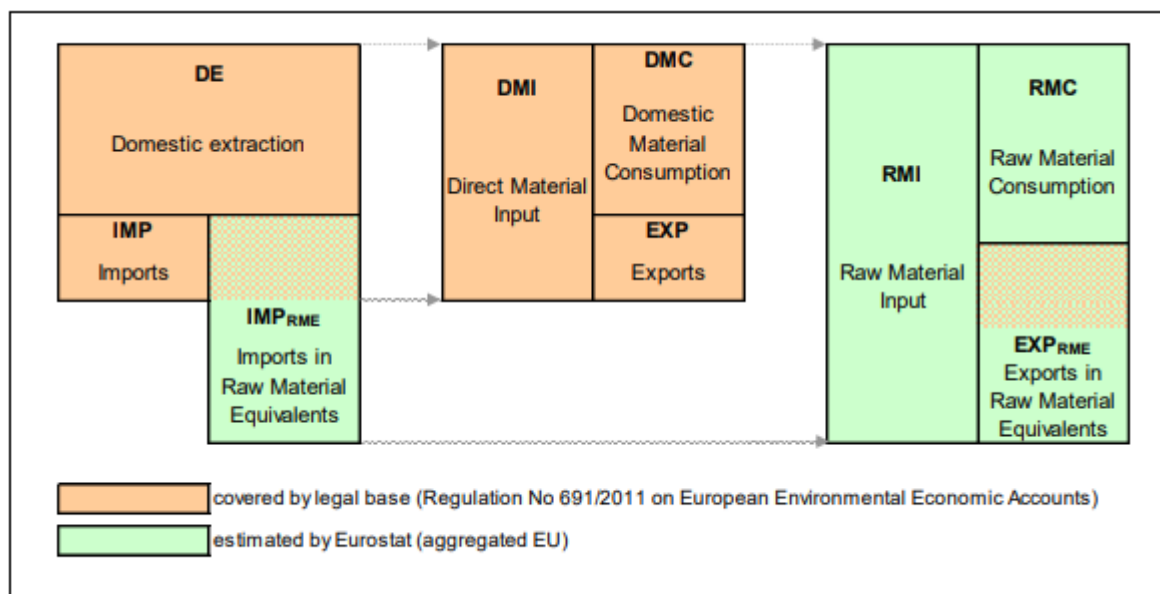 DE
Domestic extraction
IMP
Imports
IMPRME
Imports in
Raw Material
Equivalents
DMI
Direct Material
Input
DMC
Domestic
Material
Consumption
EXP
Exports
RMI
Raw Material
Input
RMC
Raw Material
Consumption
EXPRME
Exports in
Raw Material
Equivalents
covered by legal base (Regulation No 691/2011 on European Environmental Economic Accounts)
estimated by Eurostat (aggregated EU)